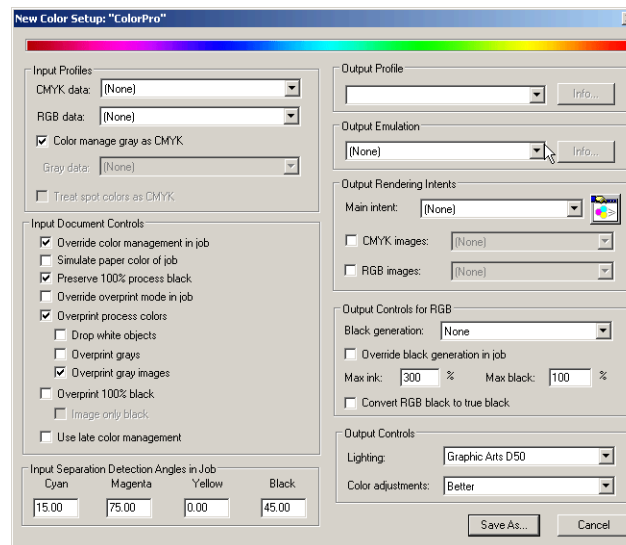 New Color Setup: "ColorPro"
Input Profiles
CMYK data: (None)
RGB data: (None)
Color manage gray as CMYK
Gray data: (None)
Treat spot colors as CMYK
Input Document Controls
Override color management in job
Simulate paper color of job
Preserve 100% process black
Override overprint mode in job
Overprint process colors
Drop white objects
Overprint grays
Overprint gray images
Overprint 100% black
Image only black
Use late color management
Input Separation Detection Angles in Job
Cyan Magenta Yellow Black
15.00 75.00 0.00 45.00
Output Profile
Info...
Output Emulation
(None) Info...
Output Rendering Intents
Main intent: (None)
CMYK images: (None)
RGB images: (None)
Output Controls for RGB
Black generation: None
Override black generation in job
Max ink: 300 % Max black: 100 %
Convert RGB black to true black
Output Controls
Lighting: Graphic Arts D50
Color adjustments: Better
Save As... Cancel